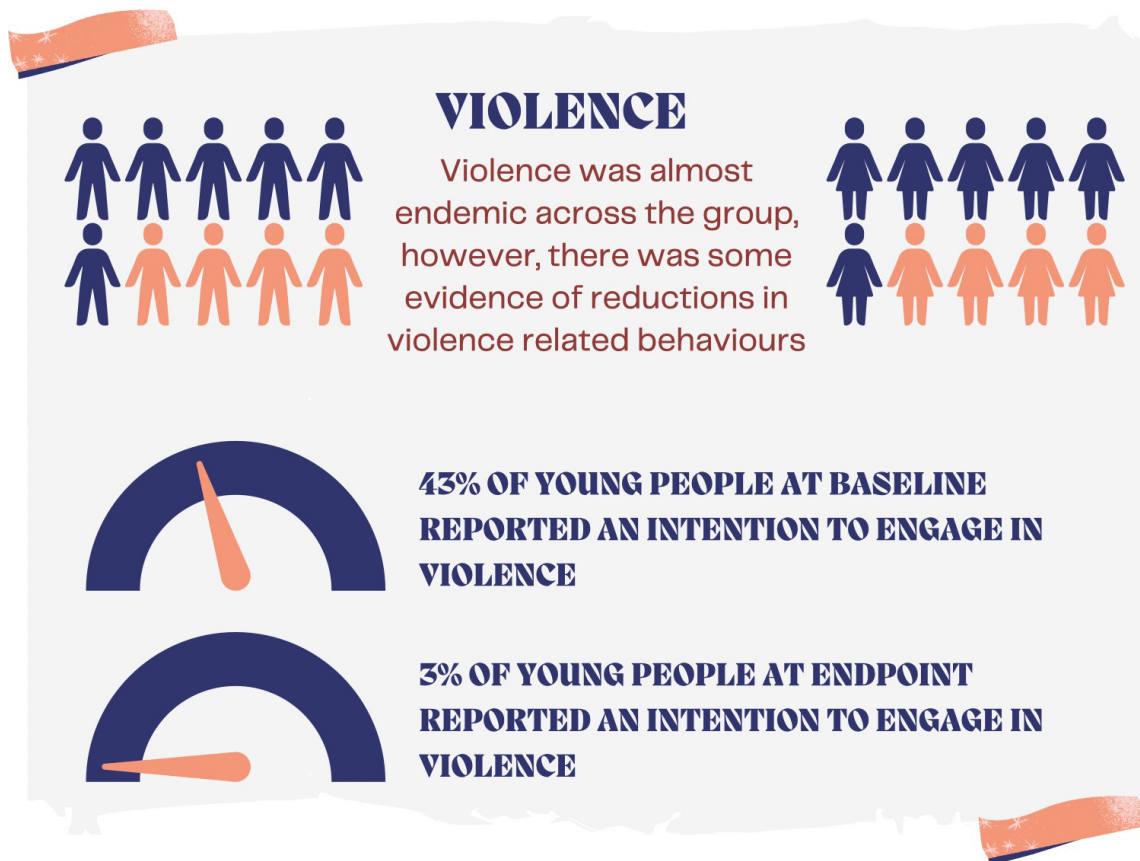 VIOLENCE
Violence was almost
endemic across the group,
however, there was some
evidence of reductions in
violence related behaviours
43% OF YOUNG PEOPLE AT BASELINE
REPORTED AN INTENTION TO ENGAGE IN
VIOLENCE
3% OF YOUNG PEOPLE AT ENDPOINT
REPORTED AN INTENTION TO ENGAGE IN
VIOLENCE